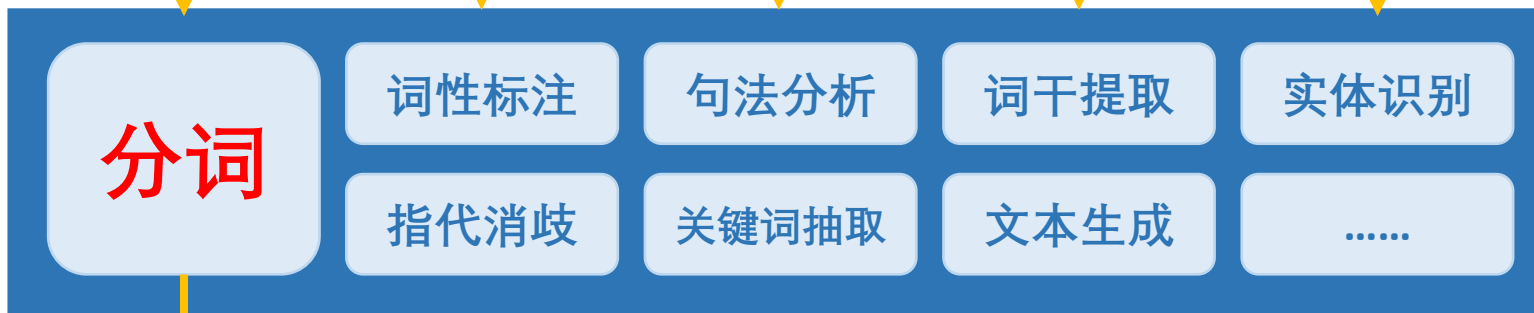 分词
词性标注
句法分析
词干提取
实体识别
指代消歧
关键词抽取
文本生成
……